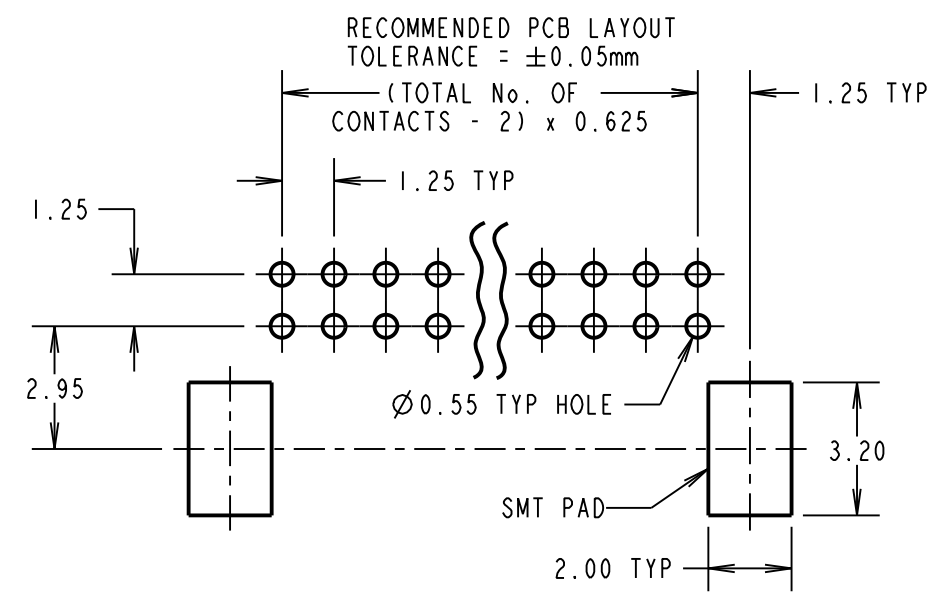 RECOMMENDED PCB LAYOUT
TOLERANCE = ±0.05mm
(TOTAL No. OF
CONTACTS - 2) x 0.625
1.25 TYP
1.25 TYP
1.25
2.95
Ø0.55 TYP HOLE
3.20
SMT PAD
2.00 TYP